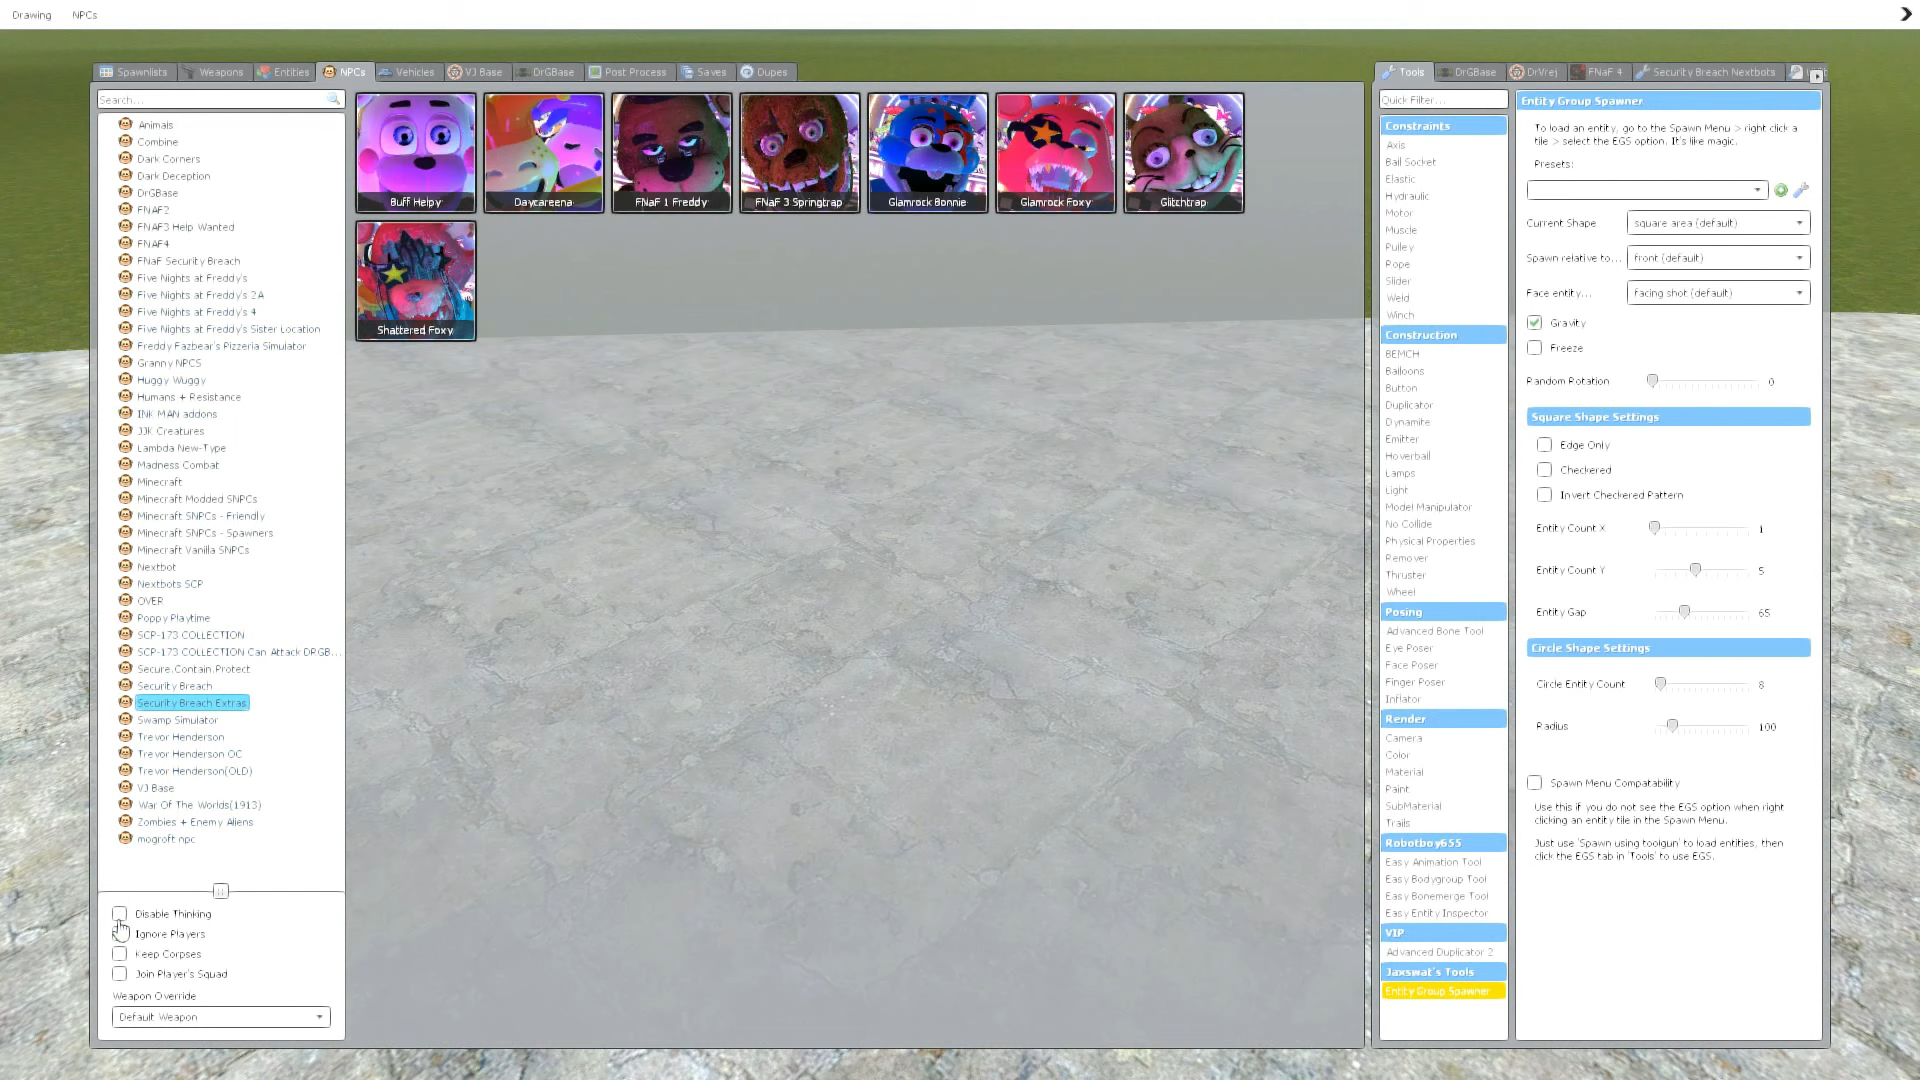 Drawing NPCs
Spawnlists Weapons Entities NPCs Vehicles VJ Base DrGBase Post Process Saves Dupes
Search...
Animals
Combine
Dark Corners
Dark Deception
DrGBase
FNAF2
FNAF3 Help Wanted
FNAF4
FNaF Security Breach
Five Nights at Freddy's
Five Nights at Freddy's 2A
Five Nights at Freddy's 4
Five Nights at Freddy's Sister Location
Freddy Fazbear's Pizzeria Simulator
Granny NPCS
Huggy Wuggy
Humans + Resistance
INK MAN addons
JJK Creatures
Lambda New-Type
Madness Combat
Minecraft
Minecraft Modded SNPCs
Minecraft SNPCs - Friendly
Minecraft SNPCs - Spawners
Minecraft Vanilla SNPCs
Nextbot
Nextbots SCP
OVER
Poppy Playtime
SCP-173 COLLECTION
SCP-173 COLLECTION Can Attack DRGB...
Secure.Contain.Protect
Security Breach
Security Breach Extras
Swamp Simulator
Trevor Henderson
Trevor Henderson OC
Trevor Henderson(OLD)
VJ Base
War Of The Worlds(1913)
Zombies + Enemy Aliens
mogroft npc
Disable Thinking
Ignore Players
Keep Corpses
Join Player's Squad
Weapon Override
Default Weapon
Buff Helpy
Daycareena
FNaF 1 Freddy
FNaF 3 Springtrap
Glamrock Bonnie
Glamrock Foxy
Glitchtrap
Shattered Foxy
Tools DrGBase DrVrej FNAF 4 Security Breach Nextbots
Quick Filter...
Constraints
Axis
Ball Socket
Elastic
Hydraulic
Motor
Muscle
Pulley
Rope
Slider
Weld
Winch
Construction
BEMCH
Balloons
Button
Duplicator
Dynamite
Emitter
Hoverball
Lamps
Light
Model Manipulator
No Collide
Physical Properties
Remover
Thruster
Wheel
Posing
Advanced Bone Tool
Eye Poser
Face Poser
Finger Poser
Inflator
Render
Camera
Color
Material
Paint
SubMaterial
Trails
Robotboy655
Easy Animation Tool
Easy Bodygroup Tool
Easy Bonemerge Tool
Easy Entity Inspector
VIP
Advanced Duplicator 2
Jaxswat's Tools
Entity Group Spawner
Entity Group Spawner
To load an entity, go to the Spawn Menu > right click a
tile > select the EGS option. It's like magic.
Presets:
Current Shape square area (default)
Spawn relative to... front (default)
Face entity... facing shot (default)
Gravity
Freeze
Random Rotation 0
Square Shape Settings
Edge Only
Checkered
Invert Checkered Pattern
Entity Count X 1
Entity Count Y 5
Entity Gap 65
Circle Shape Settings
Circle Entity Count 8
Radius 100
Spawn Menu Compatability
Use this if you do not see the EGS option when right
clicking an entity tile in the Spawn Menu.
Just use 'Spawn using toolgun' to load entities, then
click the EGS tab in 'Tools' to use EGS.